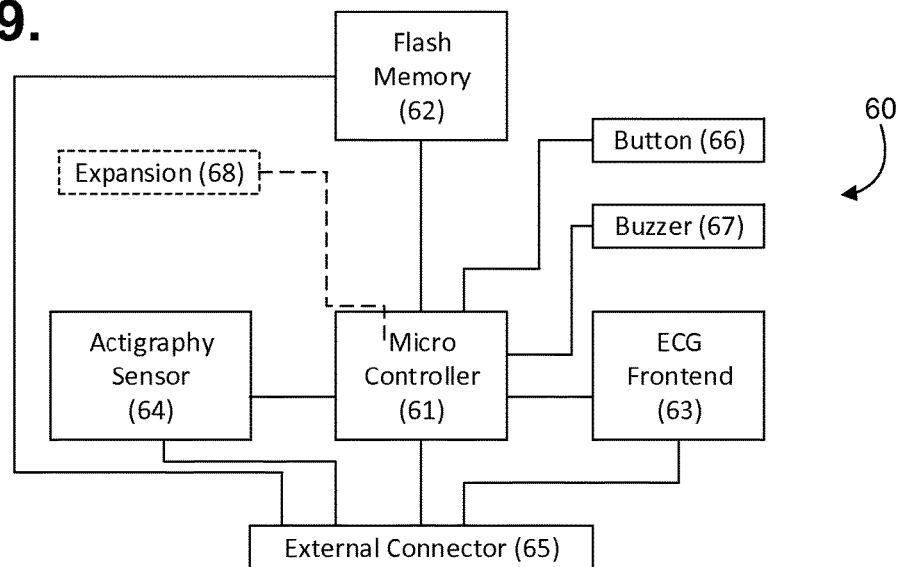 9.
Flash
Memory
(62)
60
Button (66)
Expansion (68)
Buzzer (67)
Actigraphy
Sensor
(64)
Micro
Controller
(61)
ECG
Frontend
(63)
External Connector (65)